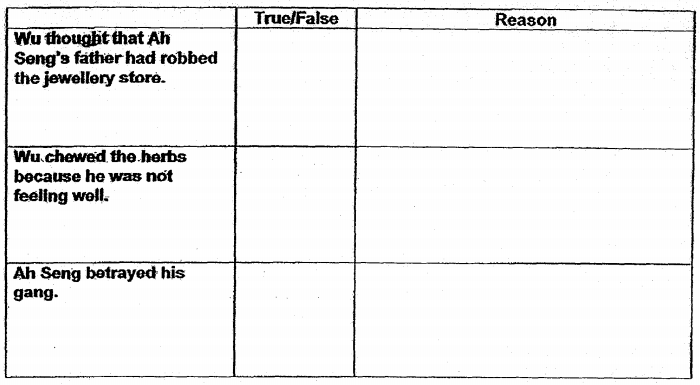 True/False
Reason
Wu thought that Ah
Seng's father had robbed
the jewellery store.
Wu chewed the herbs
because he was not
feeling well.
Ah Seng betrayed his
gang.